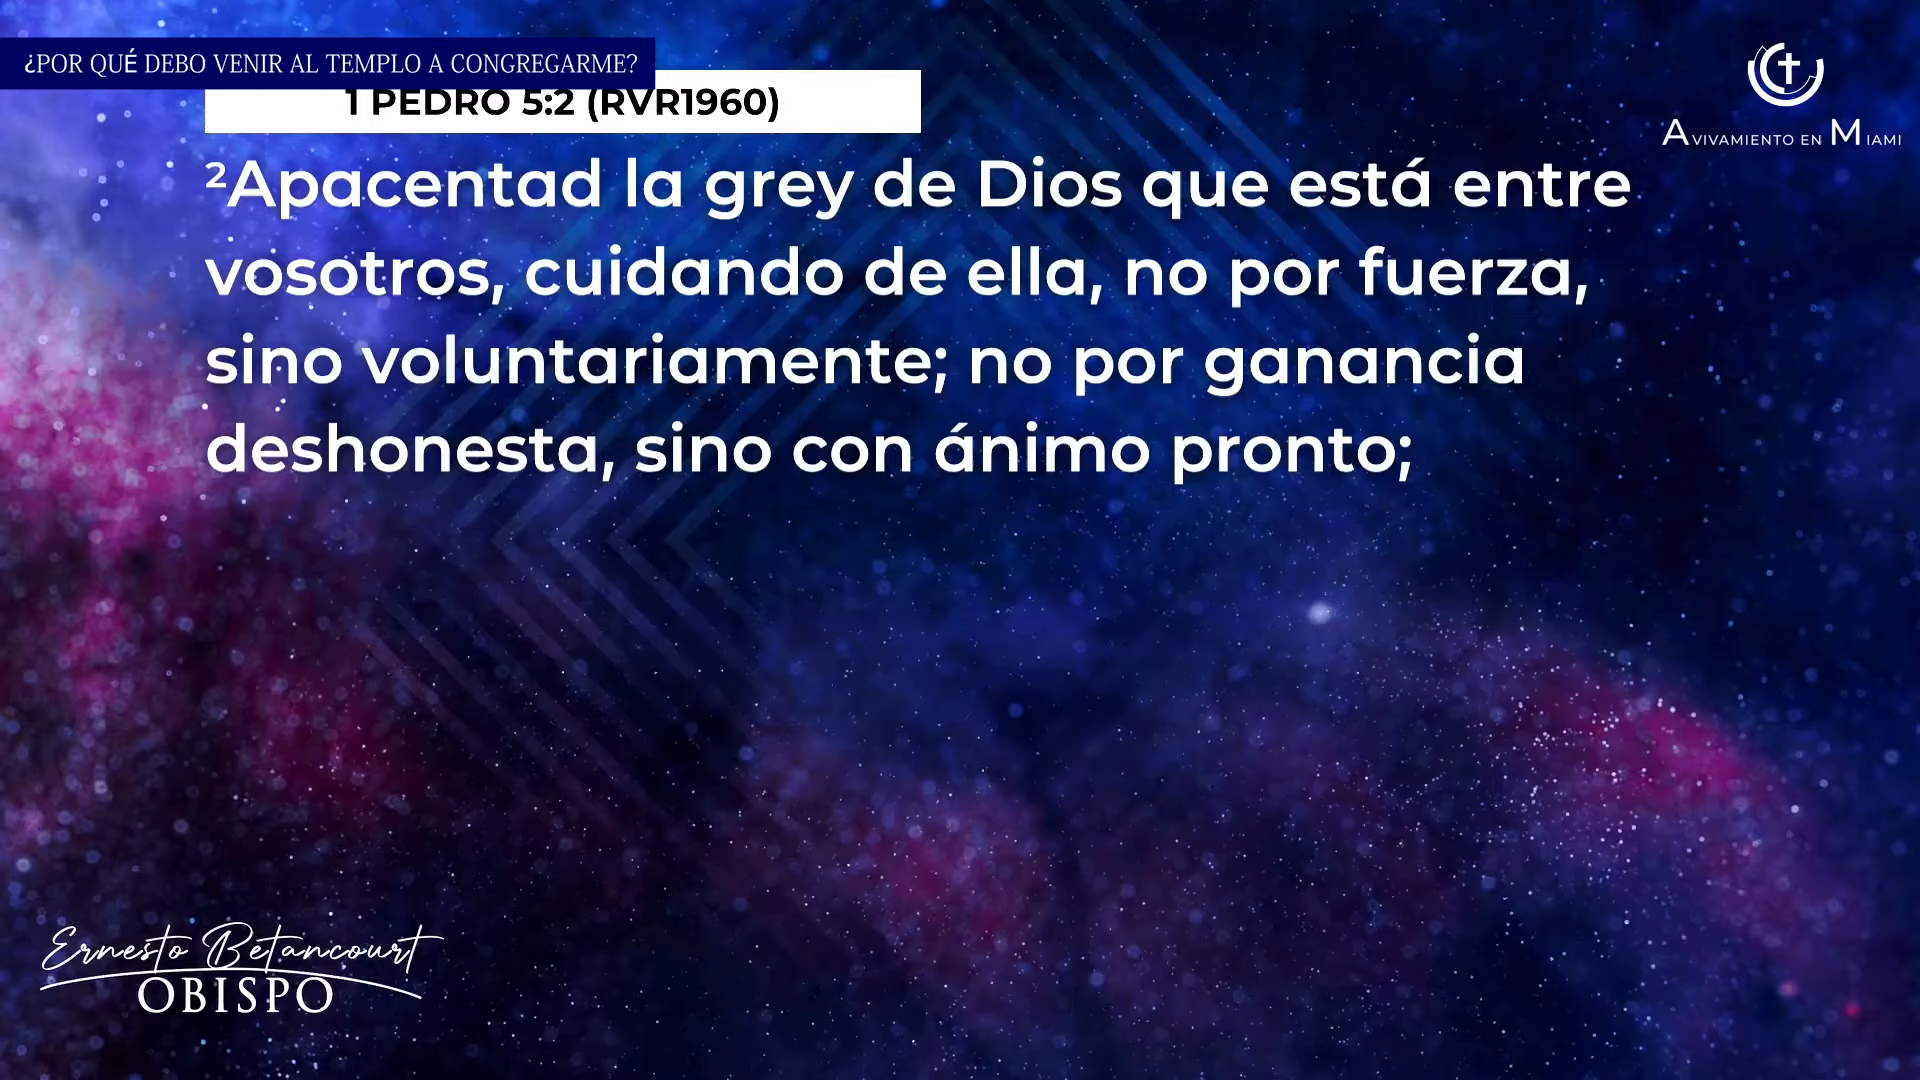 ¿POR QUÉ DEBO VENIR AL TEMPLO A CONGREGARME?
1 PEDRO 5:2 (RVR1960)
²Apacentad la grey de Dios que está entre
vosotros, cuidando de ella, no por fuerza,
sino voluntariamente; no por ganancia
deshonesta, sino con ánimo pronto;
AVIVAMIENTO EN MIAMI
Ernesto Betancourt
OBISPO